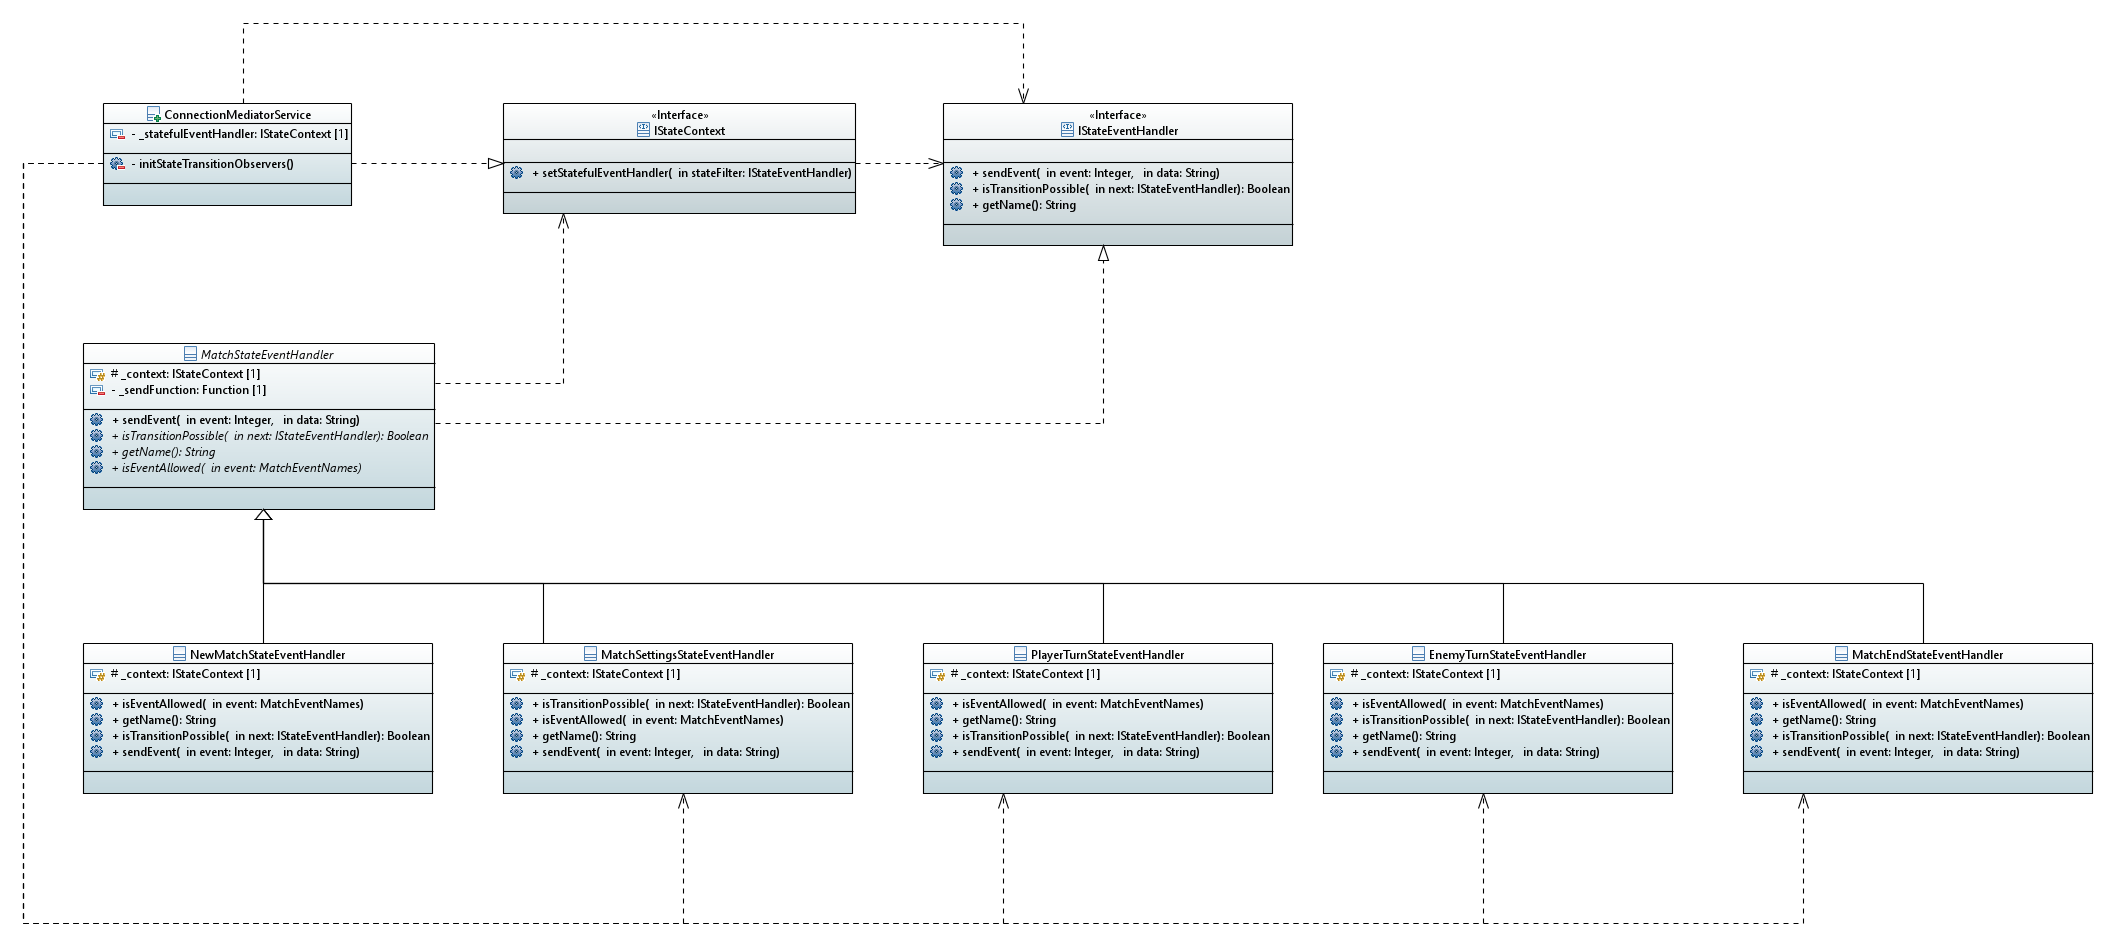 ConnectionMediatorService
- _statefulEventHandler: IStateContext [1]
- initStateTransitionObservers()
«Interface»
IStateContext
+ setStatefulEventHandler( in stateFilter: IStateEventHandler)
«Interface»
IStateEventHandler
+ sendEvent( in event: Integer, in data: String)
+ isTransitionPossible( in next: IStateEventHandler): Boolean
+ getName(): String
MatchStateEventHandler
# _context: IStateContext [1]
- _sendFunction: Function [1]
+ sendEvent( in event: Integer, in data: String)
+ isTransitionPossible( in next: IStateEventHandler): Boolean
+ getName(): String
+ isEventAllowed( in event: MatchEventNames)
NewMatchStateEventHandler
# _context: IStateContext [1]
+ isEventAllowed( in event: MatchEventNames)
+ getName(): String
+ isTransitionPossible( in next: IStateEventHandler): Boolean
+ sendEvent( in event: Integer, in data: String)
MatchSettingsStateEventHandler
# _context: IStateContext [1]
+ isTransitionPossible( in next: IStateEventHandler): Boolean
+ isEventAllowed( in event: MatchEventNames)
+ getName(): String
+ sendEvent( in event: Integer, in data: String)
PlayerTurnStateEventHandler
# _context: IStateContext [1]
+ isEventAllowed( in event: MatchEventNames)
+ getName(): String
+ isTransitionPossible( in next: IStateEventHandler): Boolean
+ sendEvent( in event: Integer, in data: String)
EnemyTurnStateEventHandler
# _context: IStateContext [1]
+ isEventAllowed( in event: MatchEventNames)
+ isTransitionPossible( in next: IStateEventHandler): Boolean
+ getName(): String
+ sendEvent( in event: Integer, in data: String)
MatchEndStateEventHandler
# _context: IStateContext [1]
+ isEventAllowed( in event: MatchEventNames)
+ getName(): String
+ isTransitionPossible( in next: IStateEventHandler): Boolean
+ sendEvent( in event: Integer, in data: String)